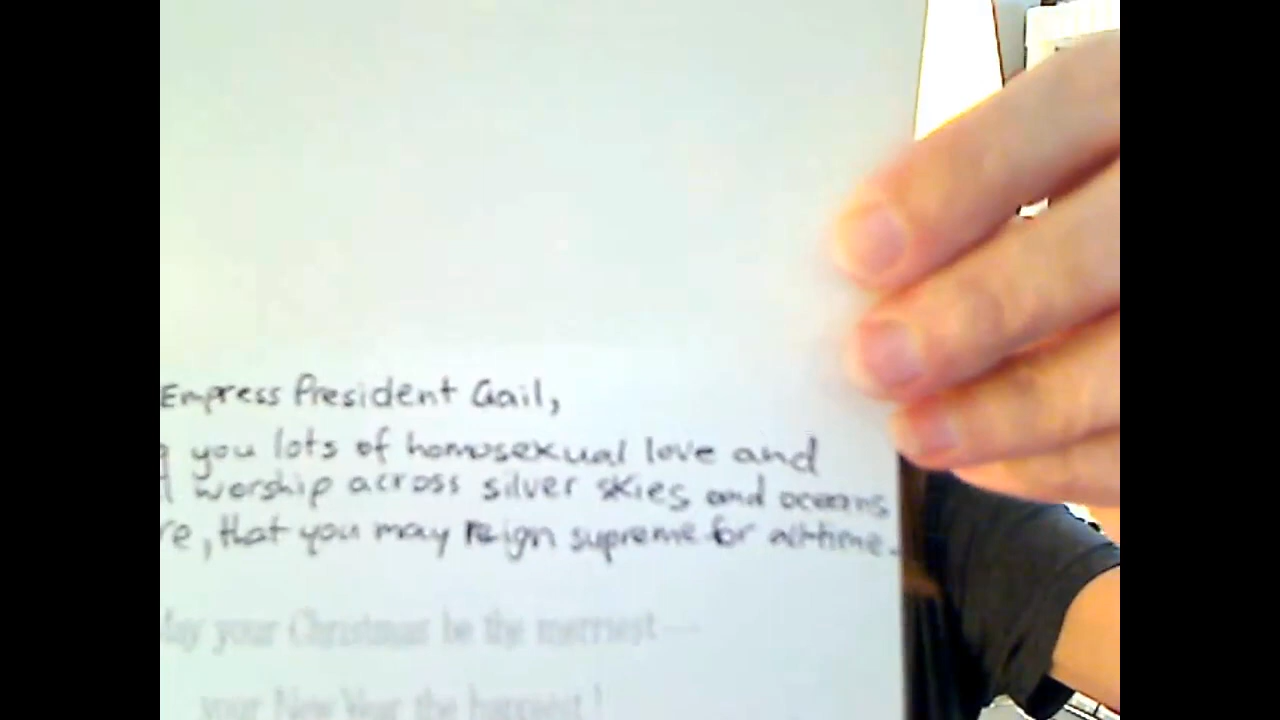 Empress President Gail,
you lots of homosexual love and
worship across silver skies and oceans
re, that you may reign supreme for all time.
ay your Christmas be the merriest —
your New Year the happiest!